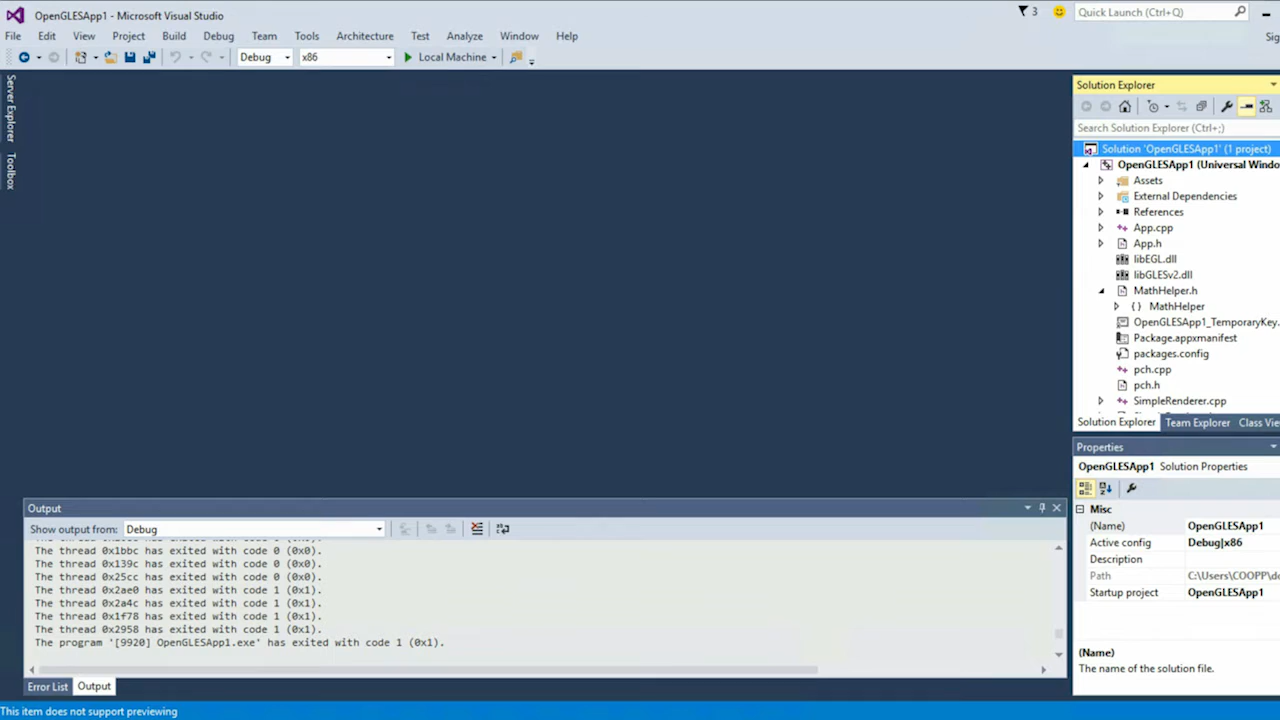 OpenGLESApp1 - Microsoft Visual Studio
3
Quick Launch (Ctrl+Q)
File Edit View Project Build Debug Team Tools Architecture Test Analyze Window Help
Debug x86 Local Machine
Server Explorer
Toolbox
Solution Explorer
Search Solution Explorer (Ctrl+;)
Solution 'OpenGLESApp1' (1 project)
OpenGLESApp1 (Universal
Assets
External Dependencies
References
App.cpp
App.h
libEGL.dll
libGLESv2.dll
MathHelper.h
{ } MathHelper
OpenGLESApp1_TemporaryKey.
Package.appxmanifest
packages.config
pch.cpp
pch.h
SimpleRenderer.cpp
Solution Explorer Team Explorer Class
Properties
OpenGLESApp1 Solution Properties
Misc
(Name) OpenGLESApp1
Active config Debug|x86
Description
Path C:\Users\COOPP\
Startup project OpenGLESApp1
(Name)
The name of the solution file.
Output
Show output from: Debug
The thread 0x1bbc has exited with code 0 (0x0).
The thread 0x139c has exited with code 0 (0x0).
The thread 0x25cc has exited with code 0 (0x0).
The thread 0x2ae0 has exited with code 1 (0x1).
The thread 0x2a4c has exited with code 1 (0x1).
The thread 0x1f78 has exited with code 1 (0x1).
The thread 0x2958 has exited with code 1 (0x1).
The program '[9920] OpenGLESApp1.exe' has exited with code 1 (0x1).
Error List Output
This item does not support previewing